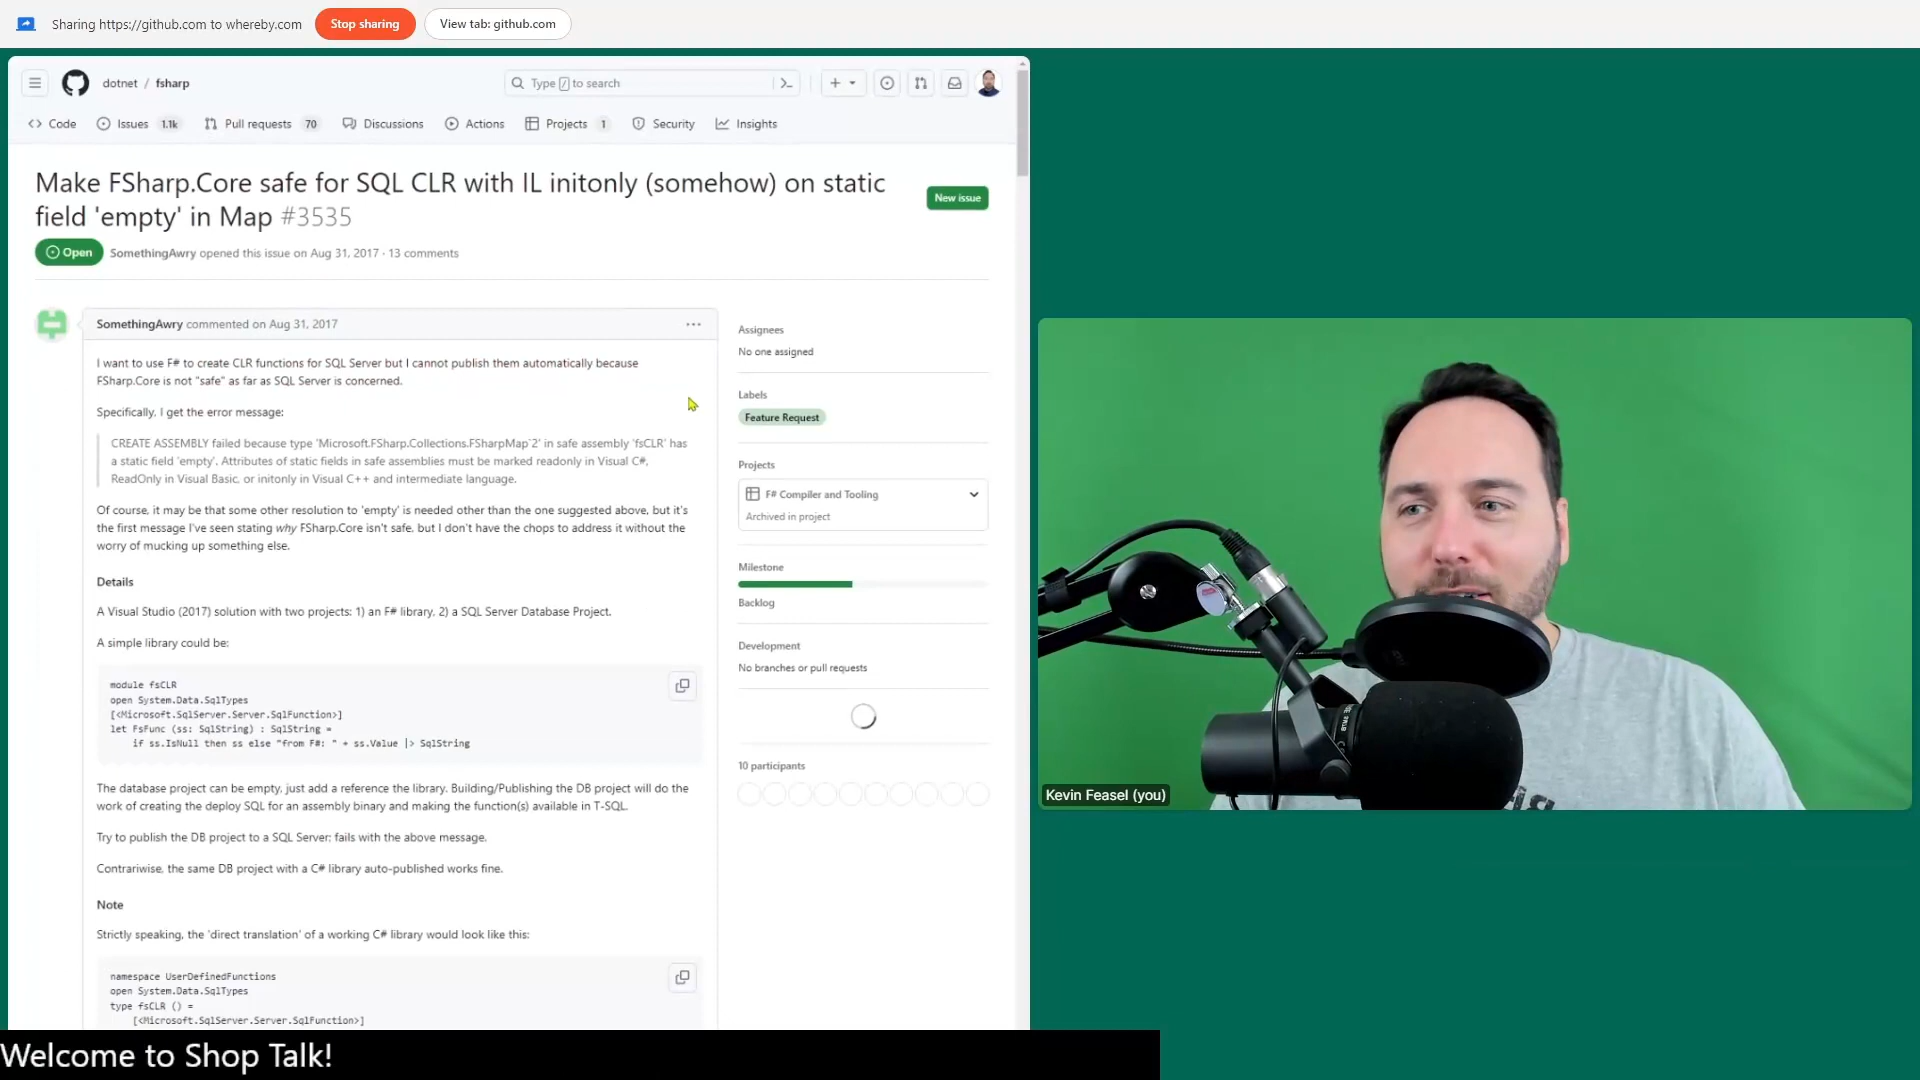 Sharing https://github.com to whereby.com
Stop sharing
View tab: github.com
dotnet / fsharp
Type / to search
Code
Issues 1.1k
Pull requests 70
Discussions
Actions
Projects 1
Security
Insights
Make FSharp.Core safe for SQL CLR with IL initonly (somehow) on static
field 'empty' in Map #3535
New issue
Open
SomethingAwry opened this issue on Aug 31, 2017 · 13 comments
SomethingAwry commented on Aug 31, 2017
I want to use F# to create CLR functions for SQL Server but I cannot publish them automatically because
FSharp.Core is not "safe" as far as SQL Server is concerned.
Specifically, I get the error message:
CREATE ASSEMBLY failed because type 'Microsoft.FSharp.Collections.FSharpMap`2' in safe assembly 'fsCLR' has
a static field 'empty'. Attributes of static fields in safe assemblies must be marked readonly in Visual C#,
ReadOnly in Visual Basic, or initonly in Visual C++ and intermediate language.
Of course, it may be that some other resolution to 'empty' is needed other than the one suggested above, but it's
the first message I've seen stating why FSharp.Core isn't safe, but I don't have the chops to address it without the
worry of mucking up something else.
Details
A Visual Studio (2017) solution with two projects: 1) an F# library, 2) a SQL Server Database Project.
A simple library could be:
module fsCLR
open System.Data.SqlTypes
[<Microsoft.SqlServer.Server.SqlFunction>]
let FsFunc (ss: SqlString) : SqlString =
if ss.IsNull then ss else "from F#: " + ss.Value |> SqlString
The database project can be empty, just add a reference the library. Building/Publishing the DB project will do the
work of creating the deploy SQL for an assembly binary and making the function(s) available in T-SQL.
Try to publish the DB project to a SQL Server: fails with the above message.
Contrariwise, the same DB project with a C# library auto-published works fine.
Note
Strictly speaking, the 'direct translation' of a working C# library would look like this:
namespace UserDefinedFunctions
open System.Data.SqlTypes
type fsCLR () =
[<Microsoft.SqlServer.Server.SqlFunction>]
Assignees
No one assigned
Labels
Feature Request
Projects
F# Compiler and Tooling
Archived in project
Milestone
Backlog
Development
No branches or pull requests
10 participants
Kevin Feasel (you)
Welcome to Shop Talk!